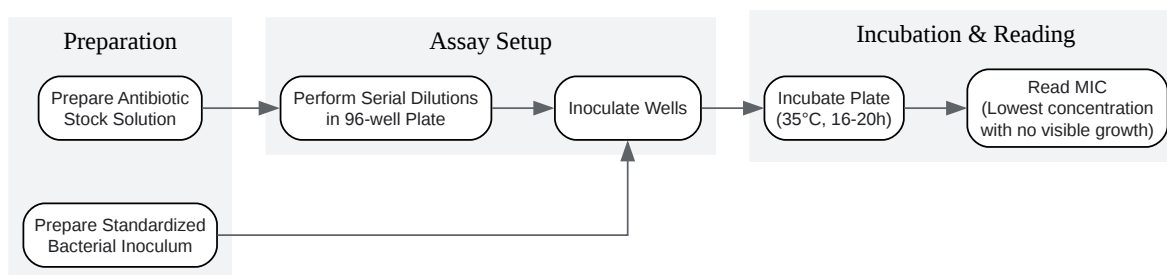 Preparation
Prepare Antibiotic
Stock Solution
Prepare Standardized
Bacterial Inoculum
Assay Setup
Perform Serial Dilutions
in 96-well Plate
Inoculate Wells
Incubation & Reading
Incubate Plate
(35°C, 16-20h)
Read MIC
(Lowest concentration
with no visible growth)